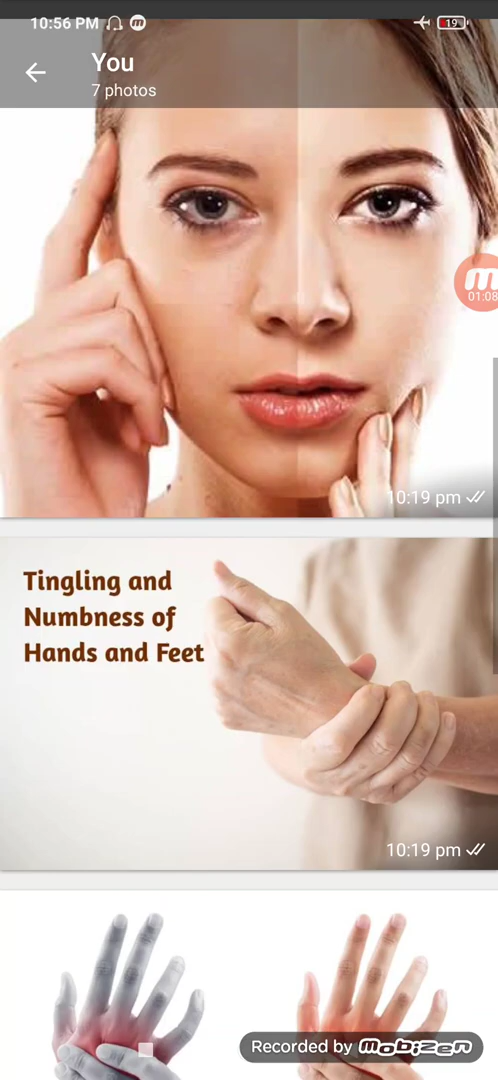 10:56 PM
19
You
7 photos
01:08
10:19 pm
Tingling and
Numbness of
Hands and Feet
10:19 pm
Recorded by mobizen